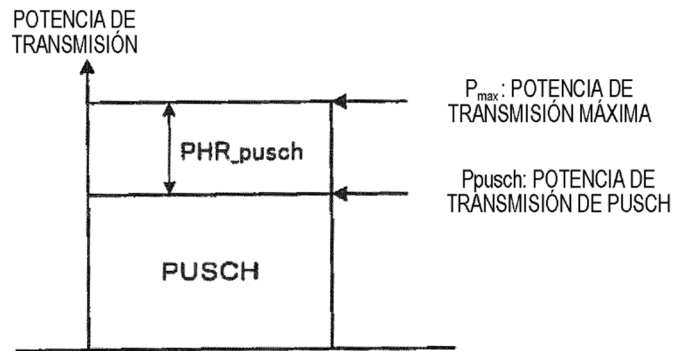 POTENCIA DE
TRANSMISIÓN
Pmax: POTENCIA DE
TRANSMISIÓN MÁXIMA
PHR_pusch
Ppusch: POTENCIA DE
TRANSMISIÓN DE PUSCH
PUSCH